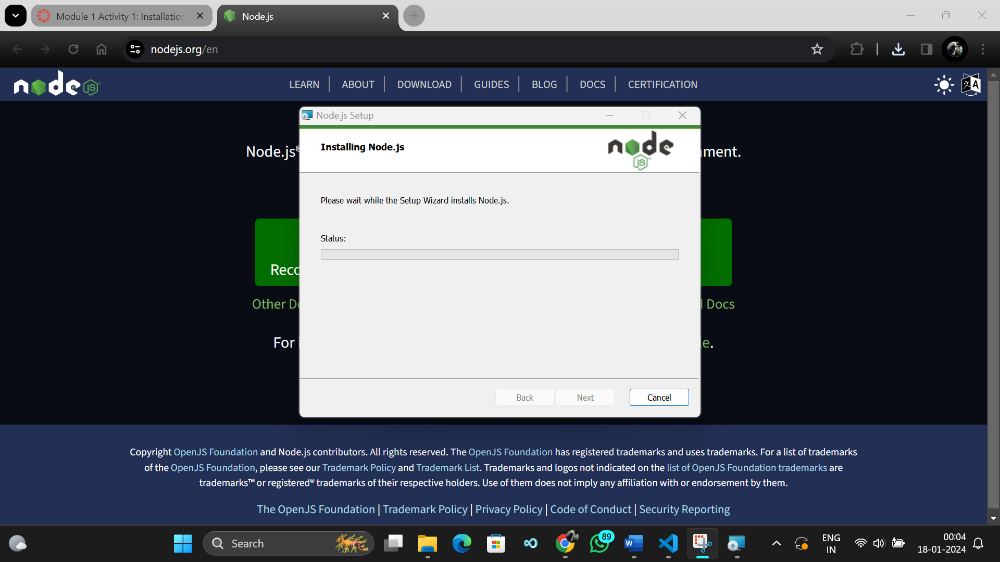 Module 1 Activity 1: Installation
Node.js
nodejs.org/en
node JS
LEARN | ABOUT | DOWNLOAD | GUIDES | BLOG | DOCS | CERTIFICATION
Node.js Setup
Installing Node.js
node
JS
Node.js®
nment.
Please wait while the Setup Wizard installs Node.js.
Status:
Reco
Other Do
I Docs
For
e.
Back
Next
Cancel
Copyright OpenJS Foundation and Node.js contributors. All rights reserved. The OpenJS Foundation has registered trademarks and uses trademarks. For a list of trademarks
of the OpenJS Foundation, please see our Trademark Policy and Trademark List. Trademarks and logos not indicated on the list of OpenJS Foundation trademarks are
trademarks™ or registered® trademarks of their respective holders. Use of them does not imply any affiliation with or endorsement by them.
The OpenJS Foundation | Trademark Policy | Privacy Policy | Code of Conduct | Security Reporting
Search
89
ENG
IN
00:04
18-01-2024